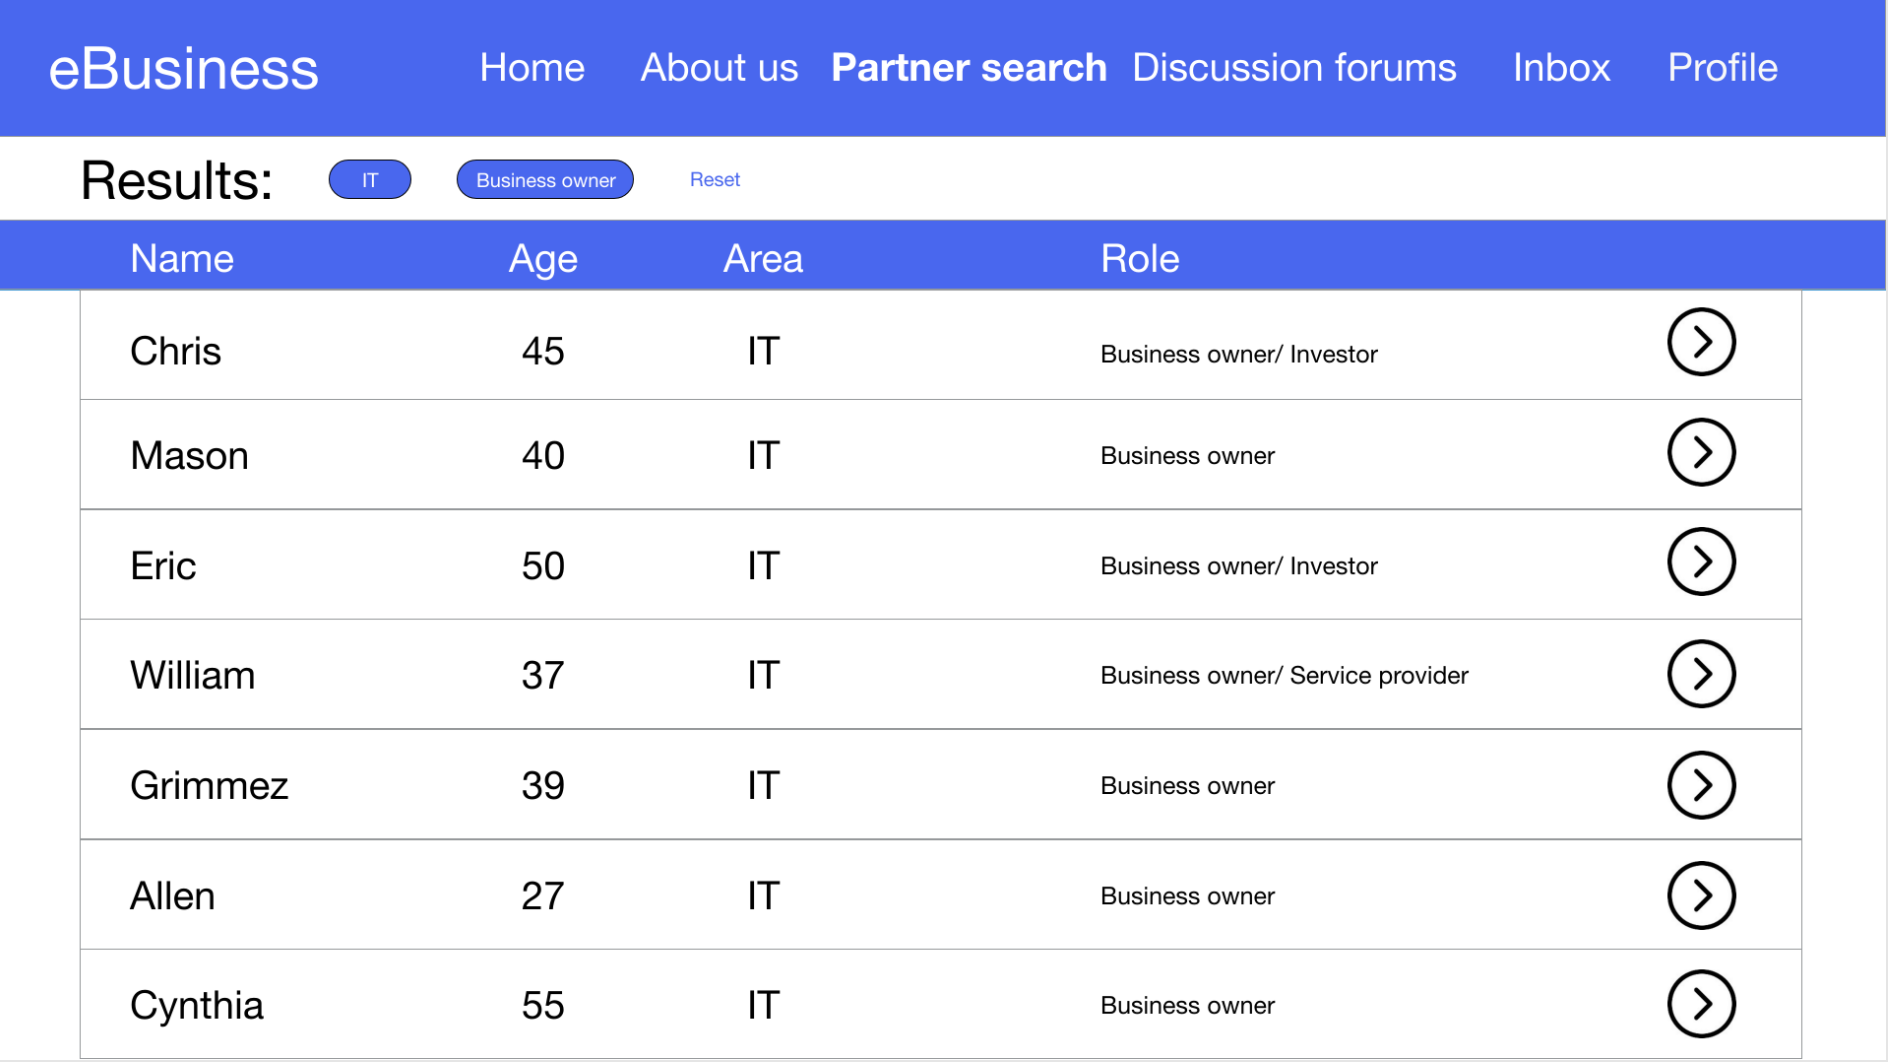 eBusiness Home About us Partner search Discussion forums Inbox Profile
Results: IT Business owner Reset
Name Age Area Role
Chris 45 IT Business owner/ Investor
Mason 40 IT Business owner
Eric 50 IT Business owner/ Investor
William 37 IT Business owner/ Service provider
Grimmez 39 IT Business owner
Allen 27 IT Business owner
Cynthia 55 IT Business owner